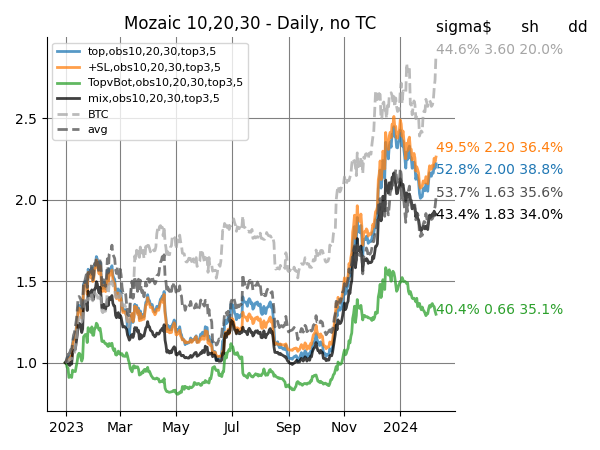 Mozaic 10,20,30 - Daily, no TC
sigma$ sh dd
top,obs10,20,30,top3,5
+SL,obs10,20,30,top3,5
TopvBot,obs10,20,30,top3,5
mix,obs10,20,30,top3,5
BTC
avg
44.6% 3.60 20.0%
49.5% 2.20 36.4%
52.8% 2.00 38.8%
53.7% 1.63 35.6%
43.4% 1.83 34.0%
40.4% 0.66 35.1%
2.5
2.0
1.5
1.0
2023 Mar May Jul Sep Nov 2024